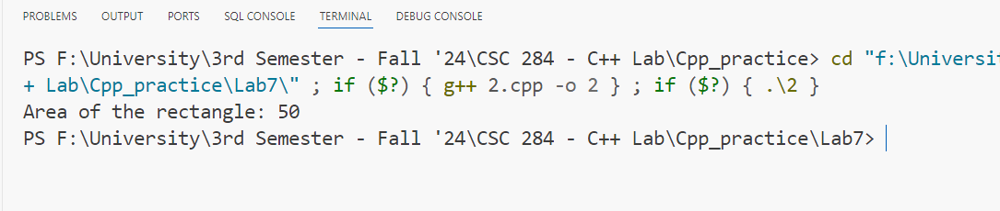 PROBLEMS OUTPUT PORTS SQL CONSOLE TERMINAL DEBUG CONSOLE
PS F:\University\3rd Semester - Fall '24\CSC 284 - C++ Lab\Cpp_practice> cd "f:\Universi
+ Lab\Cpp_practice\Lab7\" ; if ($?) { g++ 2.cpp -o 2 } ; if ($?) { .\2 }
Area of the rectangle: 50
PS F:\University\3rd Semester - Fall '24\CSC 284 - C++ Lab\Cpp_practice\Lab7>